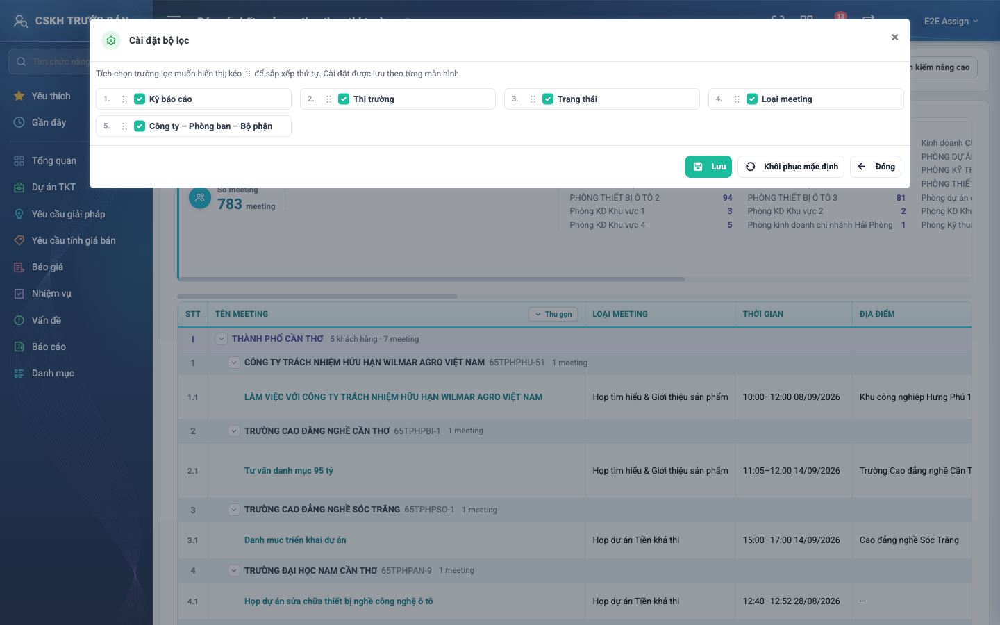 CSKH TRƯỚC BÁN
13
E2E Assign
Cài đặt bộ lọc
×
Tích chọn trường lọc muốn hiển thị; kéo ⠿ để sắp xếp thứ tự. Cài đặt được lưu theo từng màn hình.
1. Kỳ báo cáo
2. Thị trường
3. Trạng thái
4. Loại meeting
5. Công ty – Phòng ban – Bộ phận
Lưu
Khôi phục mặc định
Đóng
Tìm chức năng
Yêu thích
Gần đây
Tổng quan
Dự án TKT
Yêu cầu giải pháp
Yêu cầu tính giá bán
Báo giá
Nhiệm vụ
Vấn đề
Báo cáo
Danh mục
kiếm nâng cao
Kinh doanh
PHÒNG DỰ
PHÒNG KỸ
PHÒNG
Số meeting
783 meeting
PHÒNG THIẾT BỊ Ô TÔ 2 94 PHÒNG THIẾT BỊ Ô TÔ 3 81 Phòng dự án
Phòng KD Khu vực 1 3 Phòng KD Khu vực 2 2 Phòng KD
Phòng KD Khu vực 4 5 Phòng kinh doanh chi nhánh Hải Phòng 1 Phòng Kỹ
STT TÊN MEETING Thu gọn LOẠI MEETING THỜI GIAN ĐỊA ĐIỂM
I THÀNH PHỐ CẦN THƠ 5 khách hàng · 7 meeting
1 CÔNG TY TRÁCH NHIỆM HỮU HẠN WILMAR AGRO VIỆT NAM 65TPHPHU-51 1 meeting
1.1 LÀM VIỆC VỚI CÔNG TY TRÁCH NHIỆM HỮU HẠN WILMAR AGRO VIỆT NAM Họp tìm hiểu & Giới thiệu sản phẩm 10:00–12:00 08/09/2026 Khu công nghiệp Hưng Phú 1
2 TRƯỜNG CAO ĐẲNG NGHỀ CẦN THƠ 65TPHPBI-1 1 meeting
2.1 Tư vấn danh mục 95 tỷ Họp tìm hiểu & Giới thiệu sản phẩm 11:05–12:00 14/09/2026 Trường Cao đẳng nghề Cần
3 TRƯỜNG CAO ĐẲNG NGHỀ SÓC TRĂNG 65TPHPSO-1 1 meeting
3.1 Danh mục triển khai dự án Họp dự án Tiền khả thi 15:00–17:00 14/09/2026 Cao đẳng nghề Sóc Trăng
4 TRƯỜNG ĐẠI HỌC NAM CẦN THƠ 65TPHPAN-9 1 meeting
4.1 Họp dự án sửa chữa thiết bị nghề công nghệ ô tô Họp dự án Tiền khả thi 12:40–12:52 28/08/2026 —